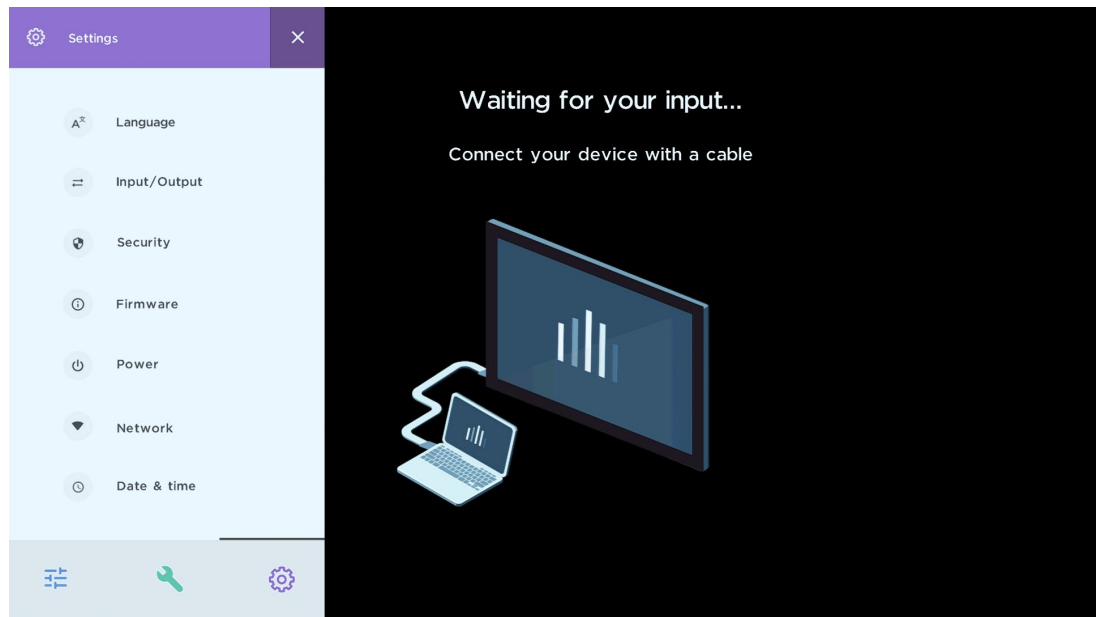 Settings
Language
Input/Output
Security
Firmware
Power
Network
Date & time
Waiting for your input...
Connect your device with a cable